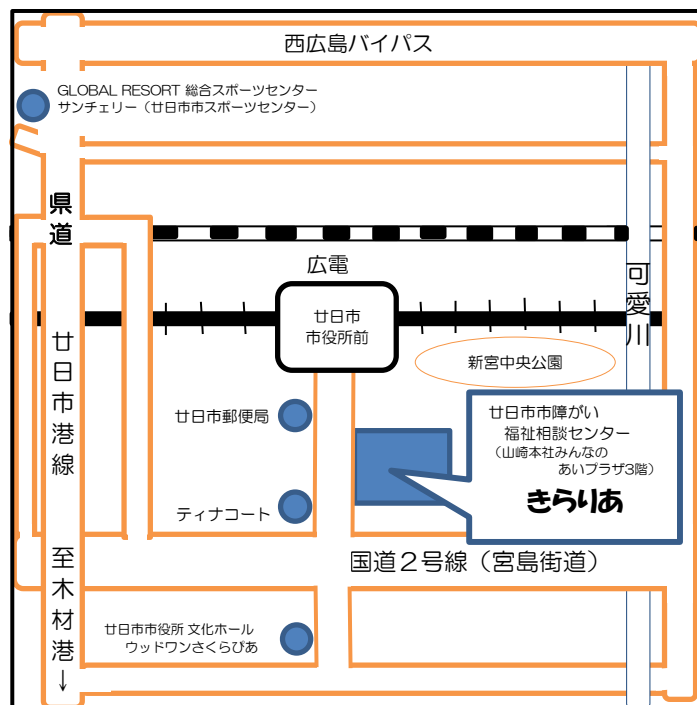 西広島バイパス
GLOBAL RESORT 総合スポーツセンター
サンチェリー（廿日市市スポーツセンター）
県道
広電
廿日市
市役所前
可愛川
新宮中央公園
廿日市港線
廿日市郵便局
廿日市市障がい
福祉相談センター
（山崎本社みんなの
あいプラザ3階）
きらりあ
ティナコート
国道２号線（宮島街道）
至木材港→
廿日市市役所 文化ホール
ウッドワンさくらぴあ